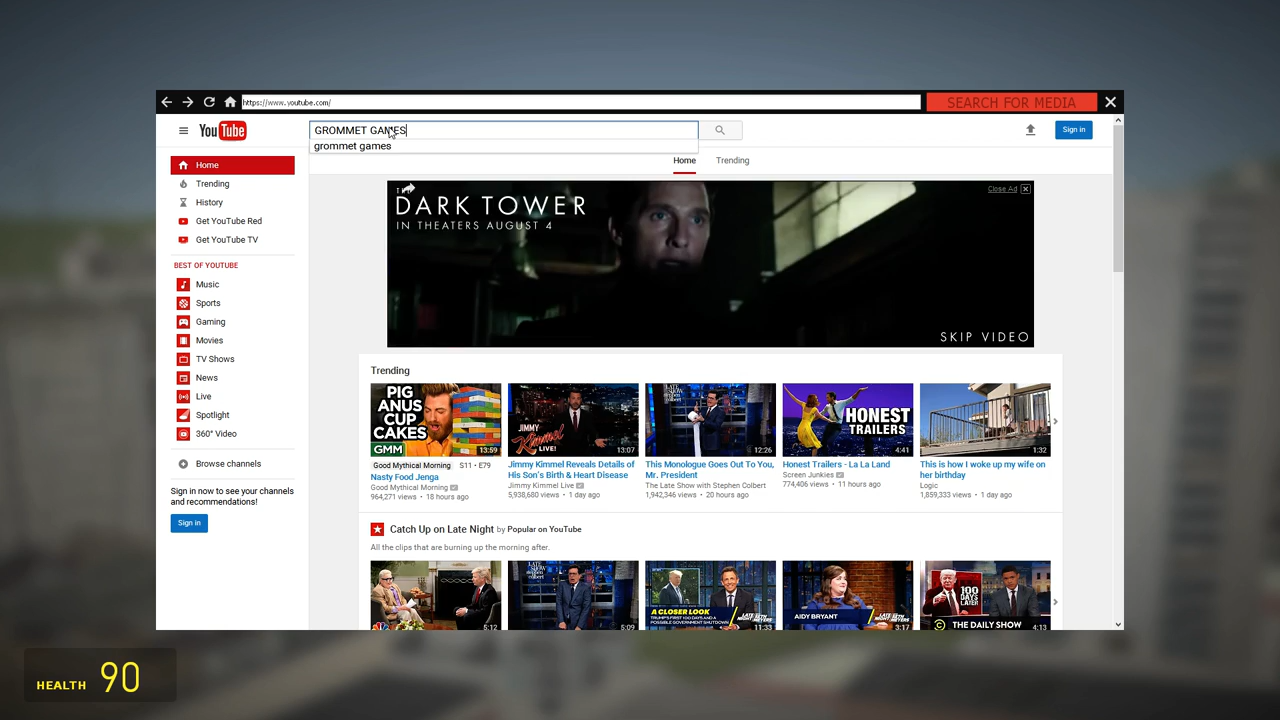 https://www.youtube.com/
SEARCH FOR MEDIA
YouTube
GROMMET GAMES
Sign in
grommet games
Home
Trending
Home
Trending
History
Get YouTube Red
Get YouTube TV
BEST OF YOUTUBE
Music
Sports
Gaming
Movies
TV Shows
News
Live
Spotlight
360° Video
Browse channels
Sign in now to see your channels
and recommendations!
Sign in
Close Ad
DARK TOWER
IN THEATERS AUGUST 4
SKIP VIDEO
Trending
PIG
ANUS
CUP
CAKES
GMM
13:59
Good Mythical Morning S11 • E79
Nasty Food Jenga
Good Mythical Morning
964,271 views • 18 hours ago
JIMMY
KIMMEL
LIVE!
13:07
Jimmy Kimmel Reveals Details of
His Son's Birth & Heart Disease
Jimmy Kimmel Live
5,938,680 views • 1 day ago
12:26
This Monologue Goes Out To You,
Mr. President
The Late Show with Stephen Colbert
1,942,346 views • 20 hours ago
HONEST
TRAILERS
4:41
Honest Trailers - La La Land
Screen Junkies
774,406 views • 11 hours ago
1:32
This is how I woke up my wife on
her birthday
Logic
1,859,333 views • 1 day ago
Catch Up on Late Night by Popular on YouTube
All the clips that are burning up the morning after.
5:12
5:09
A CLOSER LOOK
TRUMP'S FIRST 100 DAYS AND A
POSSIBLE GOVERNMENT SHUTDOWN
11:33
AIDY BRYANT
3:17
100
DAYS
LATER
THE DAILY SHOW
4:13
HEALTH 90